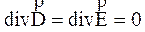 divD⃗ = divE⃗ = 0